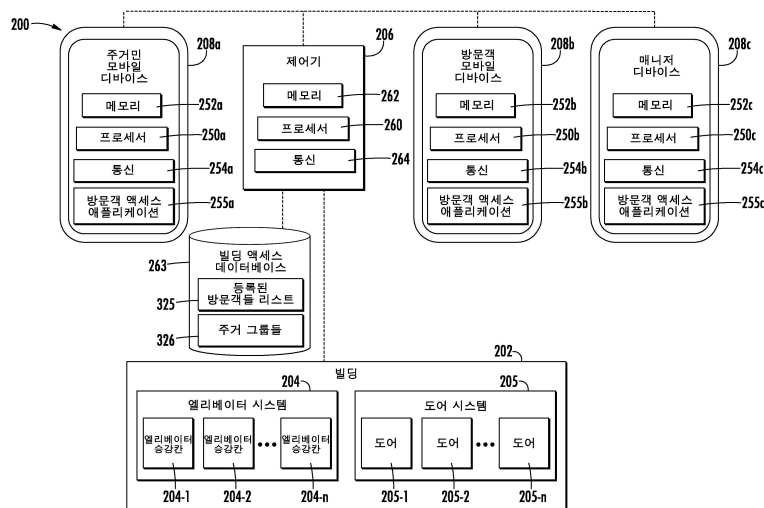 200
주거민
모바일
디바이스
208a
메모리
252a
프로세서
250a
통신
254a
방문객 액세스
애플리케이션
255a
제어기
206
메모리
262
프로세서
260
통신
264
방문객
모바일
디바이스
208b
메모리
252b
프로세서
250b
통신
254b
방문객 액세스
애플리케이션
255b
매니저
디바이스
208c
메모리
252c
프로세서
250c
통신
254c
방문객 액세스
애플리케이션
255c
263
빌딩 액세스
데이터베이스
325
등록된
방문객들 리스트
326
주거 그룹들
202
빌딩
204
엘리베이터 시스템
엘리베이터
승강칸
엘리베이터
승강칸
엘리베이터
승강칸
204-1
204-2
204-n
205
도어 시스템
도어
도어
도어
205-1
205-2
205-n